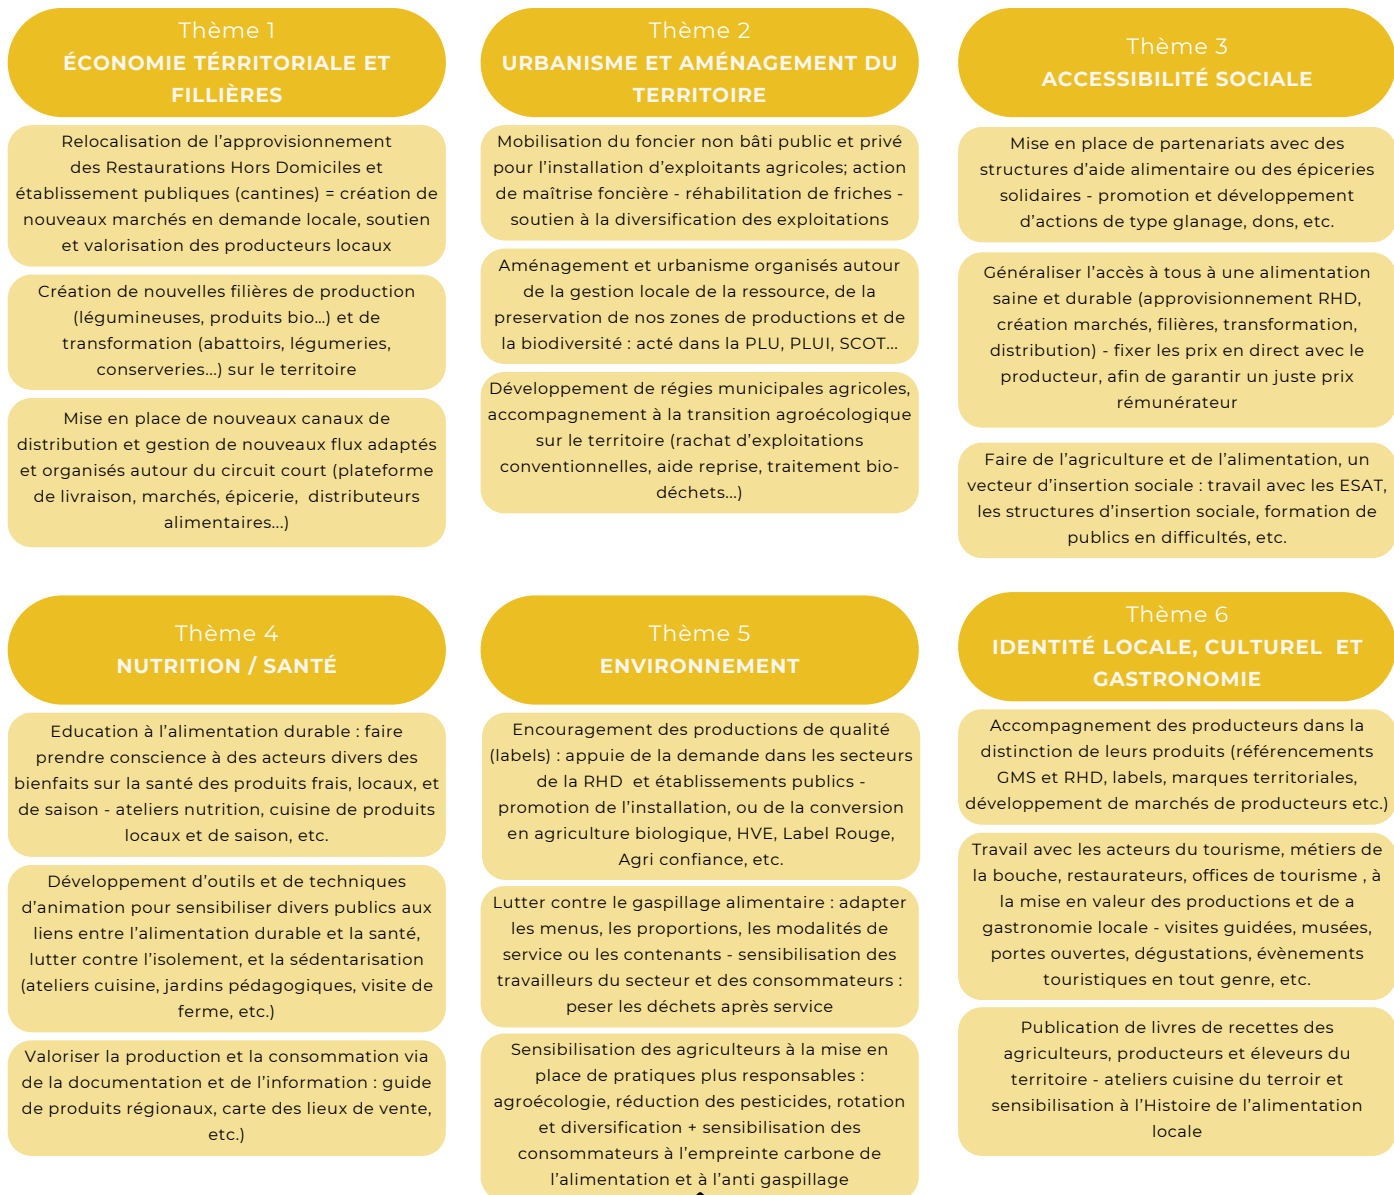 Thème 1
ÉCONOMIE TÉRRITORIALE ET
FILLIÈRES
Relocalisation de l’approvisionnement
des Restaurations Hors Domiciles et
établissement publiques (cantines) = création de
nouveaux marchés en demande locale, soutien
et valorisation des producteurs locaux
Création de nouvelles filières de production
(légumineuses, produits bio...) et de
transformation (abattoirs, légumeries,
conserveries...) sur le territoire
Mise en place de nouveaux canaux de
distribution et gestion de nouveaux flux adaptés
et organisés autour du circuit court (plateforme
de livraison, marchés, épicerie,  distributeurs
alimentaires...)
Thème 2
URBANISME ET AMÉNAGEMENT DU
TERRITOIRE
Mobilisation du foncier non bâti public et privé
pour l’installation d’exploitants agricoles; action
de maîtrise foncière - réhabilitation de friches -
soutien à la diversification des exploitations
Aménagement et urbanisme organisés autour
de la gestion locale de la ressource, de la
preservation de nos zones de productions et de
la biodiversité : acté dans la PLU, PLUI, SCOT...
Développement de régies municipales agricoles,
accompagnement à la transition agroécologique
sur le territoire (rachat d’exploitations
conventionnelles, aide reprise, traitement bio-
déchets...)
Thème 3
ACCESSIBILITÉ SOCIALE
Mise en place de partenariats avec des
structures d’aide alimentaire ou des épiceries
solidaires - promotion et développement
d’actions de type glanage, dons, etc.
Généraliser l’accès à tous à une alimentation
saine et durable (approvisionnement RHD,
création marchés, filières, transformation,
distribution) - fixer les prix en direct avec le
producteur, afin de garantir un juste prix
rémunérateur
Faire de l’agriculture et de l’alimentation, un
vecteur d’insertion sociale : travail avec les ESAT,
les structures d’insertion sociale, formation de
publics en difficultés, etc.
Thème 4
NUTRITION / SANTÉ
Education à l’alimentation durable : faire
prendre conscience à des acteurs divers des
bienfaits sur la santé des produits frais, locaux, et
de saison - ateliers nutrition, cuisine de produits
locaux et de saison, etc.
Développement d’outils et de techniques
d’animation pour sensibiliser divers publics aux
liens entre l’alimentation durable et la santé,
lutter contre l’isolement, et la sédentarisation
(ateliers cuisine, jardins pédagogiques, visite de
ferme, etc.)
Valoriser la production et la consommation via
de la documentation et de l’information : guide
de produits régionaux, carte des lieux de vente,
etc.)
Thème 5
ENVIRONNEMENT
Encouragement des productions de qualité
(labels) : appuie de la demande dans les secteurs
de la RHD  et établissements publics -
promotion de l’installation, ou de la conversion
en agriculture biologique, HVE, Label Rouge,
Agri confiance, etc.
Lutter contre le gaspillage alimentaire : adapter
les menus, les proportions, les modalités de
service ou les contenants - sensibilisation des
travailleurs du secteur et des consommateurs :
peser les déchets après service
Sensibilisation des agriculteurs à la mise en
place de pratiques plus responsables :
agroécologie, réduction des pesticides, rotation
et diversification + sensibilisation des
consommateurs à l’empreinte carbone de
l’alimentation et à l’anti gaspillage
Thème 6
IDENTITÉ LOCALE, CULTUREL  ET
GASTRONOMIE
Accompagnement des producteurs dans la
distinction de leurs produits (référencements
GMS et RHD, labels, marques territoriales,
développement de marchés de producteurs etc.)
Travail avec les acteurs du tourisme, métiers de
la bouche, restaurateurs, offices de tourisme , à
la mise en valeur des productions et de a
gastronomie locale - visites guidées, musées,
portes ouvertes, dégustations, évènements
touristiques en tout genre, etc.
Publication de livres de recettes des
agriculteurs, producteurs et éleveurs du
territoire - ateliers cuisine du terroir et
sensibilisation à l’Histoire de l’alimentation
locale